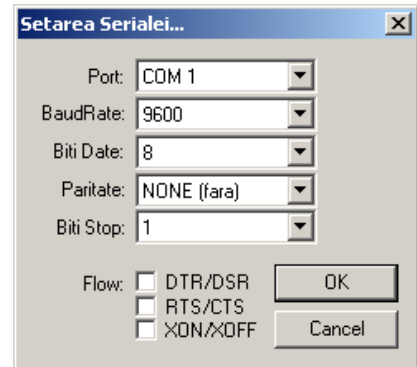 Setarea Serialei...
Port: COM 1
BaudRate: 9600
Biti Date: 8
Paritate: NONE (fara)
Biti Stop: 1
Flow: DTR/DSR OK
RTS/CTS
XON/XOFF Cancel